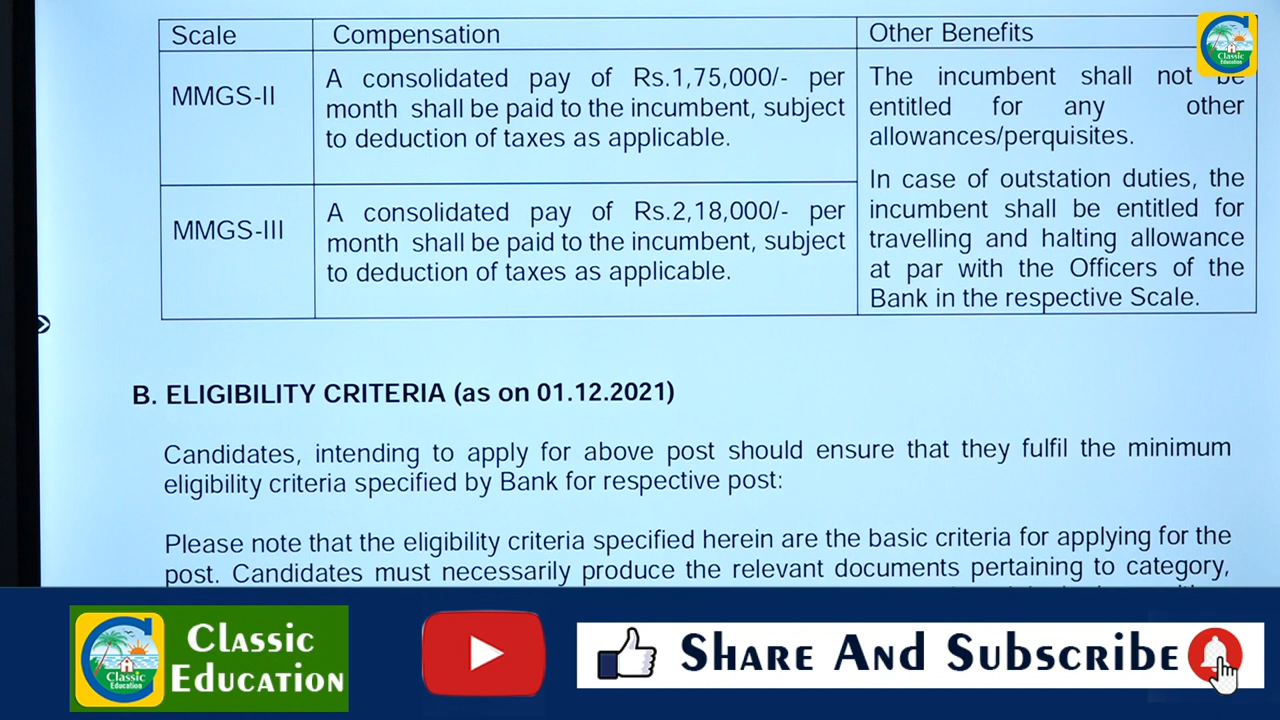 Scale
Compensation
Other Benefits
MMGS-II
A consolidated pay of Rs.1,75,000/- per
month shall be paid to the incumbent, subject
to deduction of taxes as applicable.
The incumbent shall not be
entitled for any other
allowances/perquisites.
In case of outstation duties, the
incumbent shall be entitled for
travelling and halting allowance
at par with the Officers of the
Bank in the respective Scale.
MMGS-III
A consolidated pay of Rs.2,18,000/- per
month shall be paid to the incumbent, subject
to deduction of taxes as applicable.
B. ELIGIBILITY CRITERIA (as on 01.12.2021)
Candidates, intending to apply for above post should ensure that they fulfil the minimum
eligibility criteria specified by Bank for respective post:
Please note that the eligibility criteria specified herein are the basic criteria for applying for the
post. Candidates must necessarily produce the relevant documents pertaining to category,
Classic
Education
Classic
Education
Classic
Education
Share And Subscribe